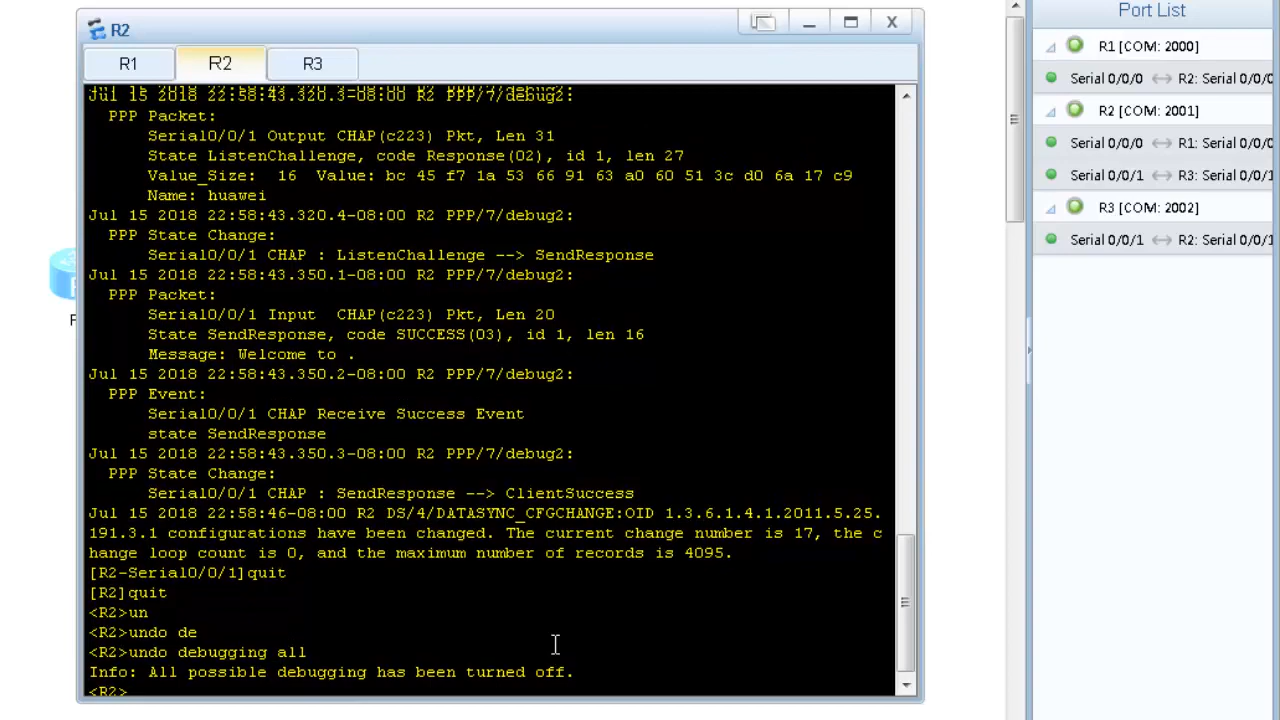 R2
R1
R2
R3
Jul 15 2018 22:58:43.320.3-08:00 R2 PPP/7/debug2:
PPP Packet:
Serial0/0/1 Output CHAP(c223) Pkt, Len 31
State ListenChallenge, code Response(02), id 1, len 27
Value_Size:  16  Value: bc 45 f7 1a 53 66 91 63 a0 60 51 3c d0 6a 17 c9
Name: huawei
Jul 15 2018 22:58:43.320.4-08:00 R2 PPP/7/debug2:
PPP State Change:
Serial0/0/1 CHAP : ListenChallenge --> SendResponse
Jul 15 2018 22:58:43.350.1-08:00 R2 PPP/7/debug2:
PPP Packet:
Serial0/0/1 Input  CHAP(c223) Pkt, Len 20
State SendResponse, code SUCCESS(03), id 1, len 16
Message: Welcome to .
Jul 15 2018 22:58:43.350.2-08:00 R2 PPP/7/debug2:
PPP Event:
Serial0/0/1 CHAP Receive Success Event
state SendResponse
Jul 15 2018 22:58:43.350.3-08:00 R2 PPP/7/debug2:
PPP State Change:
Serial0/0/1 CHAP : SendResponse --> ClientSuccess
Jul 15 2018 22:58:46-08:00 R2 DS/4/DATASYNC_CFGCHANGE:OID 1.3.6.1.4.1.2011.5.25.
191.3.1 configurations have been changed. The current change number is 17, the c
hange loop count is 0, and the maximum number of records is 4095.
[R2-Serial0/0/1]quit
[R2]quit
<R2>un
<R2>undo de
<R2>undo debugging all
Info: All possible debugging has been turned off.
<R2>
Port List
R1 [COM: 2000]
Serial 0/0/0 ⇔ R2: Serial 0/0/0
R2 [COM: 2001]
Serial 0/0/0 ⇔ R1: Serial 0/0/0
Serial 0/0/1 ⇔ R3: Serial 0/0/1
R3 [COM: 2002]
Serial 0/0/1 ⇔ R2: Serial 0/0/1